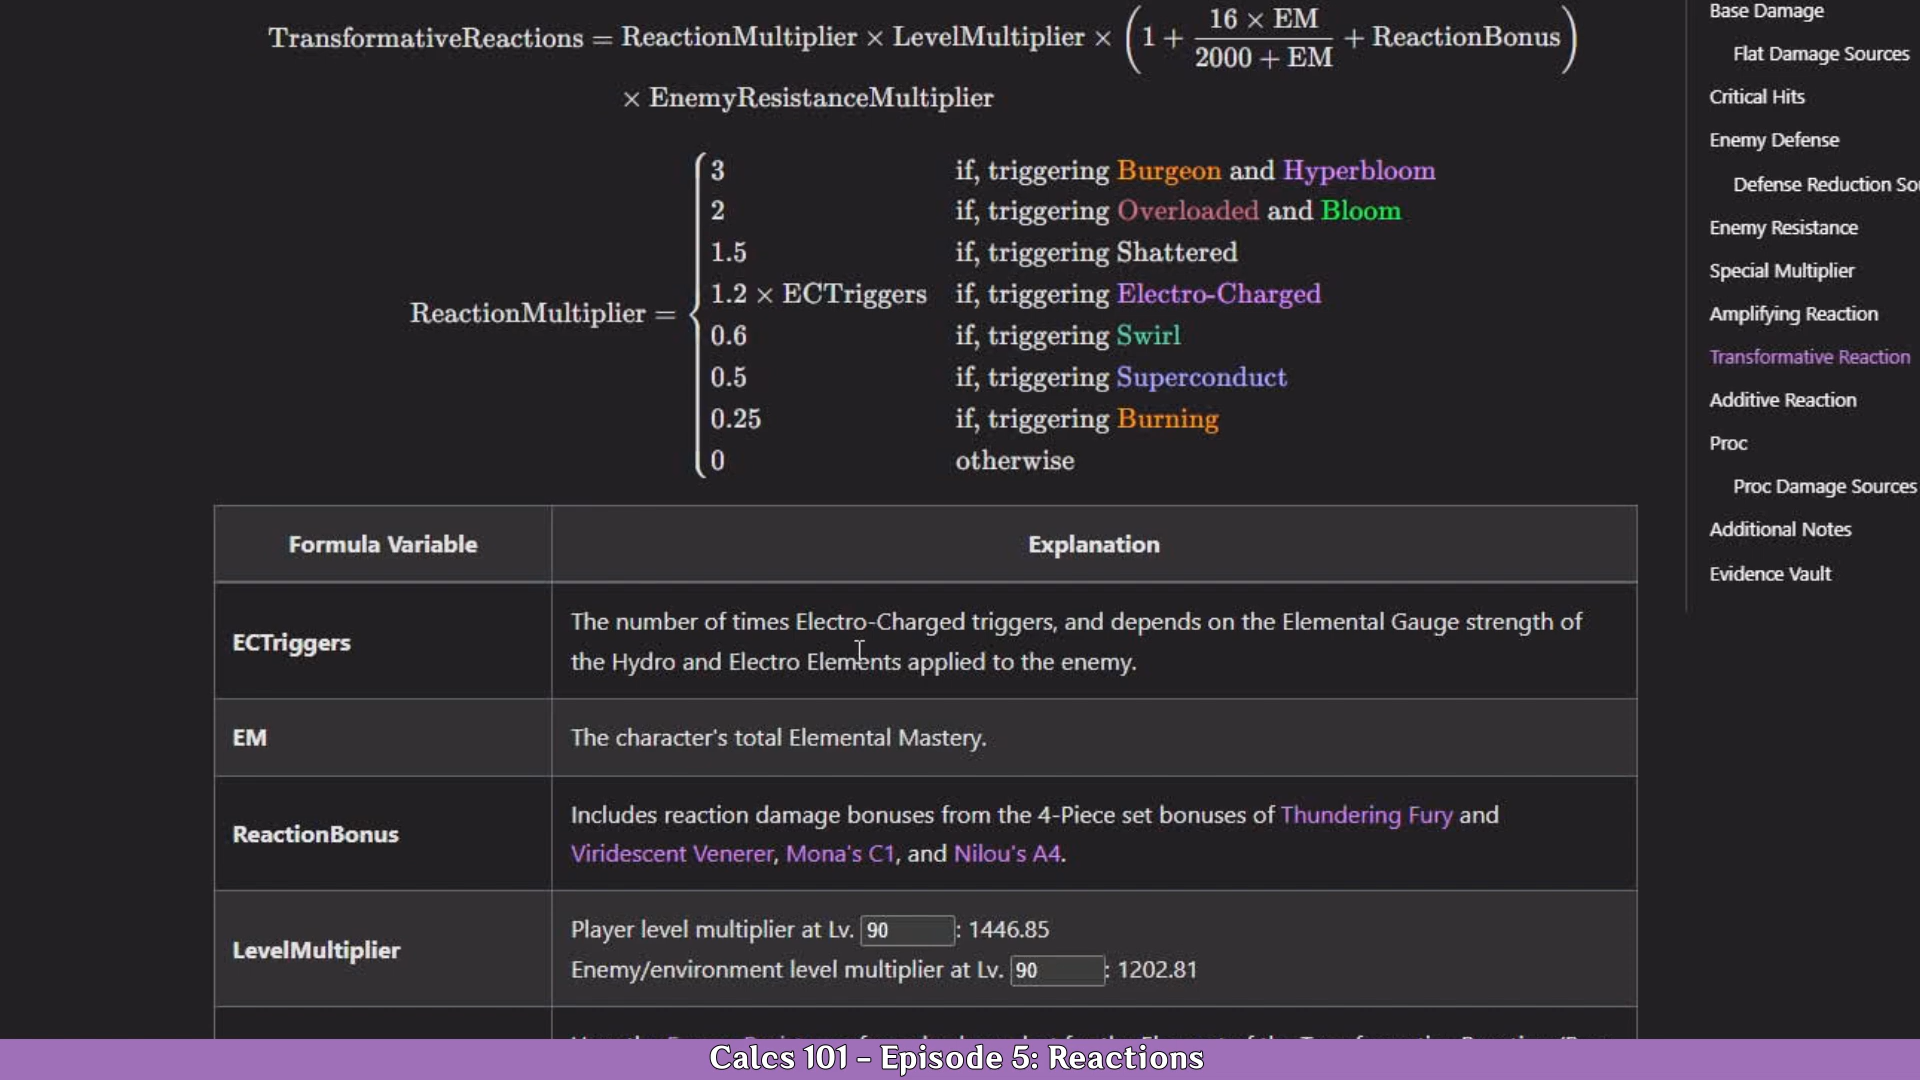 TransformativeReactions = ReactionMultiplier × LevelMultiplier × (1 + 16 × EM / 2000 + EM + ReactionBonus)
× EnemyResistanceMultiplier
ReactionMultiplier =
3 if, triggering Burgeon and Hyperbloom
2 if, triggering Overloaded and Bloom
1.5 if, triggering Shattered
1.2 × ECTriggers if, triggering Electro-Charged
0.6 if, triggering Swirl
0.5 if, triggering Superconduct
0.25 if, triggering Burning
0 otherwise
Formula Variable Explanation
ECTriggers
The number of times Electro-Charged triggers, and depends on the Elemental Gauge strength of
the Hydro and Electro Elements applied to the enemy.
EM The character's total Elemental Mastery.
ReactionBonus
Includes reaction damage bonuses from the 4-Piece set bonuses of Thundering Fury and
Viridescent Venerer, Mona's C1, and Nilou's A4.
LevelMultiplier
Player level multiplier at Lv. 90 : 1446.85
Enemy/environment level multiplier at Lv. 90 : 1202.81
Base Damage
Flat Damage Sources
Critical Hits
Enemy Defense
Defense Reduction So
Enemy Resistance
Special Multiplier
Amplifying Reaction
Transformative Reaction
Additive Reaction
Proc
Proc Damage Sources
Additional Notes
Evidence Vault
Calcs 101 - Episode 5: Reactions